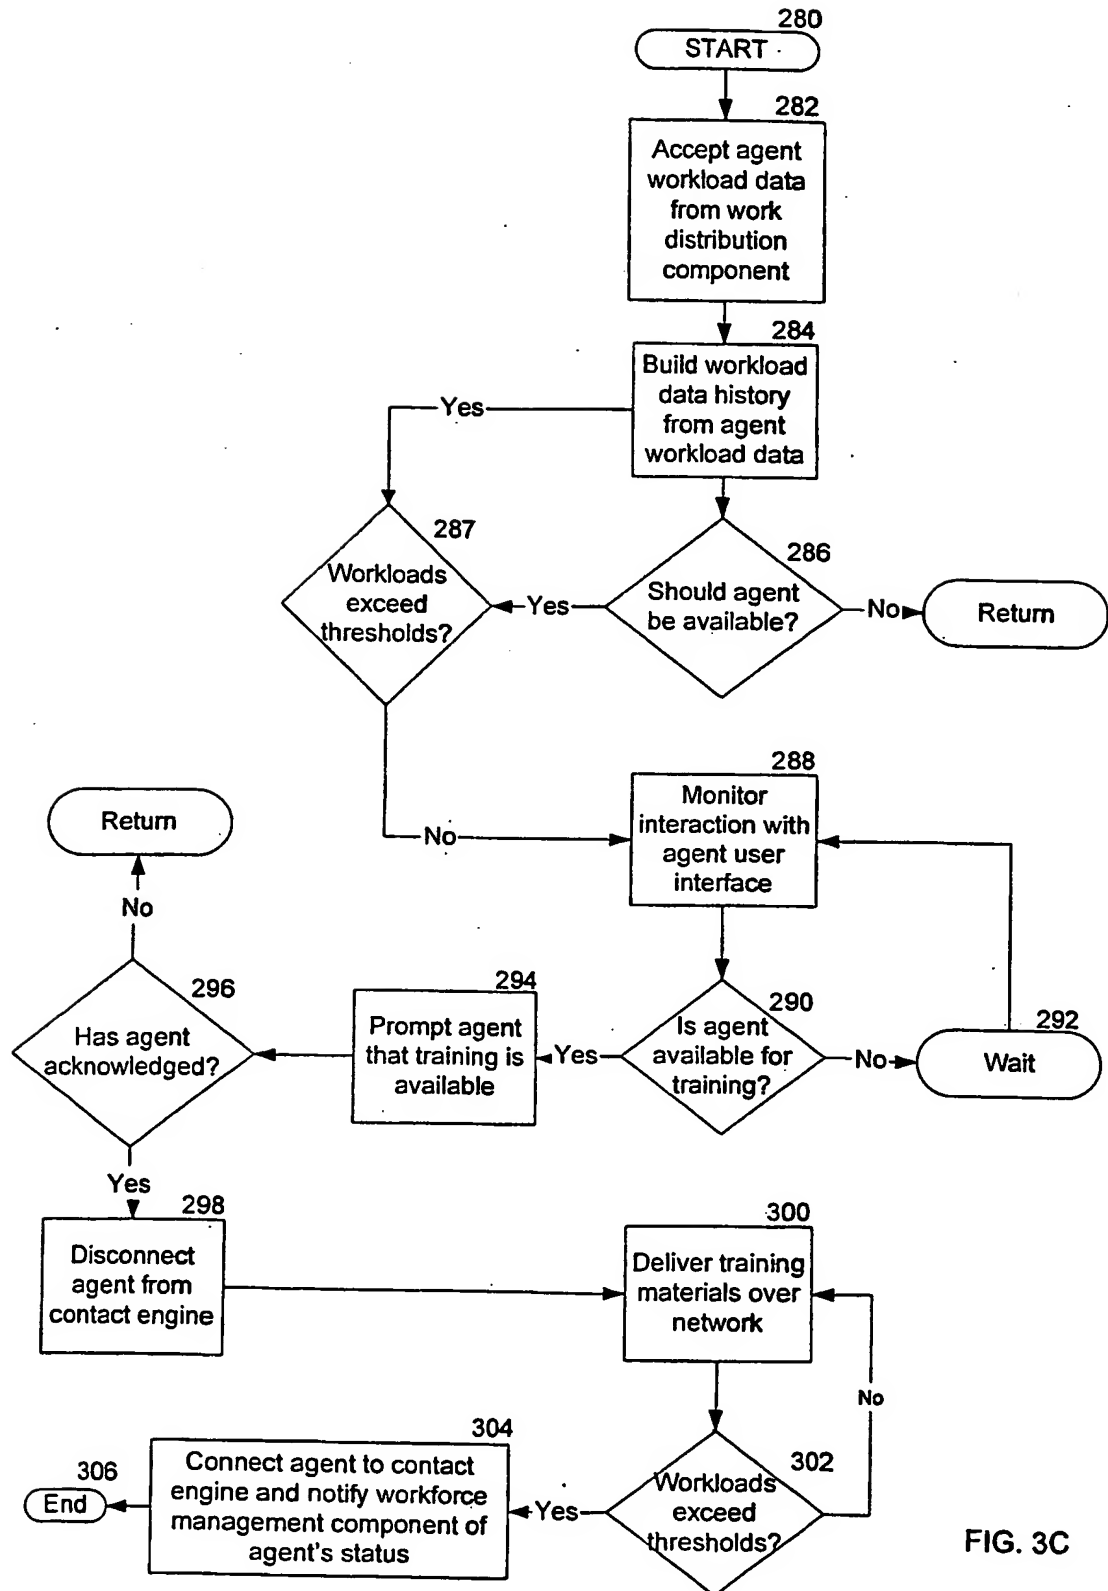 280
START
282
Accept agent
workload data
from work
distribution
component
284
Build workload
data history
from agent
workload data
Yes
287
Workloads
exceed
thresholds?
Yes
286
Should agent
be available?
No
Return
288
Monitor
interaction with
agent user
interface
No
Return
No
296
Has agent
acknowledged?
294
Prompt agent
that training is
available
Yes
290
Is agent
available for
training?
No
292
Wait
Yes
298
Disconnect
agent from
contact engine
300
Deliver training
materials over
network
No
302
Workloads
exceed
thresholds?
Yes
304
Connect agent to contact
engine and notify workforce
management component of
agent's status
306
End
FIG. 3C